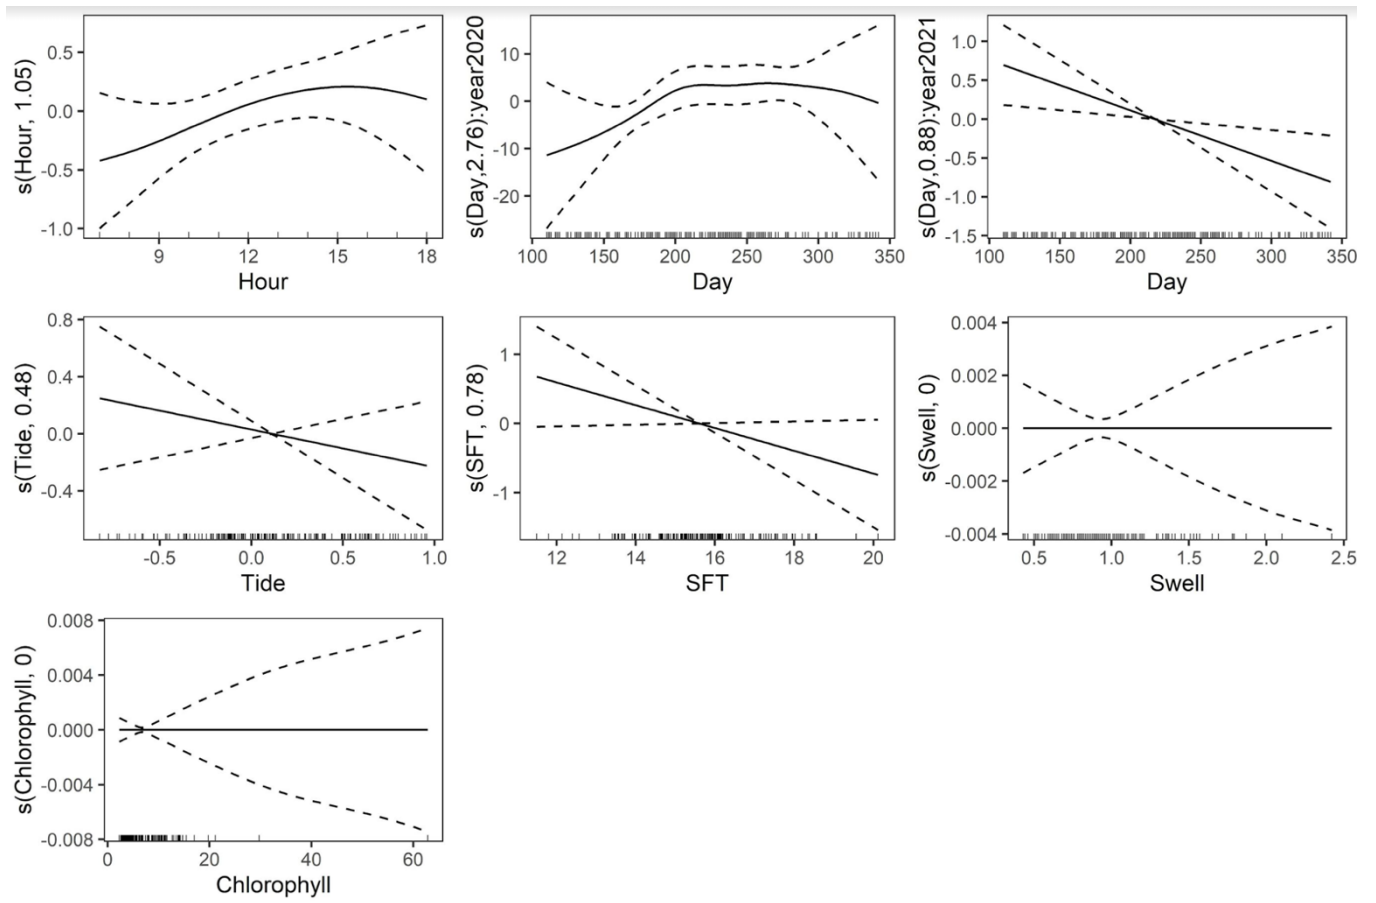 s(Hour, 1.05)
0.5
0.0
-0.5
-1.0
9 12 15 18
Hour
s(Day,2.76):year2020
10
0
-10
-20
100 150 200 250 300 350
Day
s(Day,0.88):year2021
1.0
0.5
0.0
-0.5
-1.0
-1.5
100 150 200 250 300 350
Day
s(Tide, 0.48)
0.8
0.4
0.0
-0.4
-0.5 0.0 0.5 1.0
Tide
s(SFT, 0.78)
1
0
-1
12 14 16 18 20
SFT
s(Swell, 0)
0.004
0.002
0.000
-0.002
-0.004
0.5 1.0 1.5 2.0 2.5
Swell
s(Chlorophyll, 0)
0.008
0.004
0.000
-0.004
-0.008
0 20 40 60
Chlorophyll